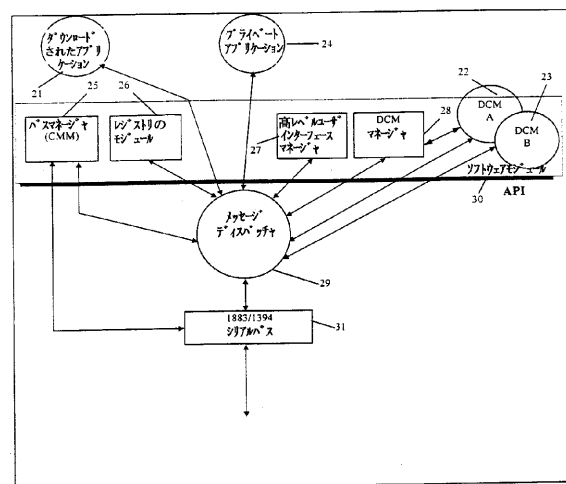 ダウンロード
されたアプリ
ケーション
21
プライベート
アプリケーション
24
25
バスマネージャ
(CMM)
26
レジストリの
モジュール
27
高レベルユーザ
インターフェース
マネージャ
DCM
マネージャ
28
22
DCM
A
23
DCM
B
ソフトウェアモジュール
30
API
メッセージ
ディスパッチャ
29
1883/1394
シリアルバス
31